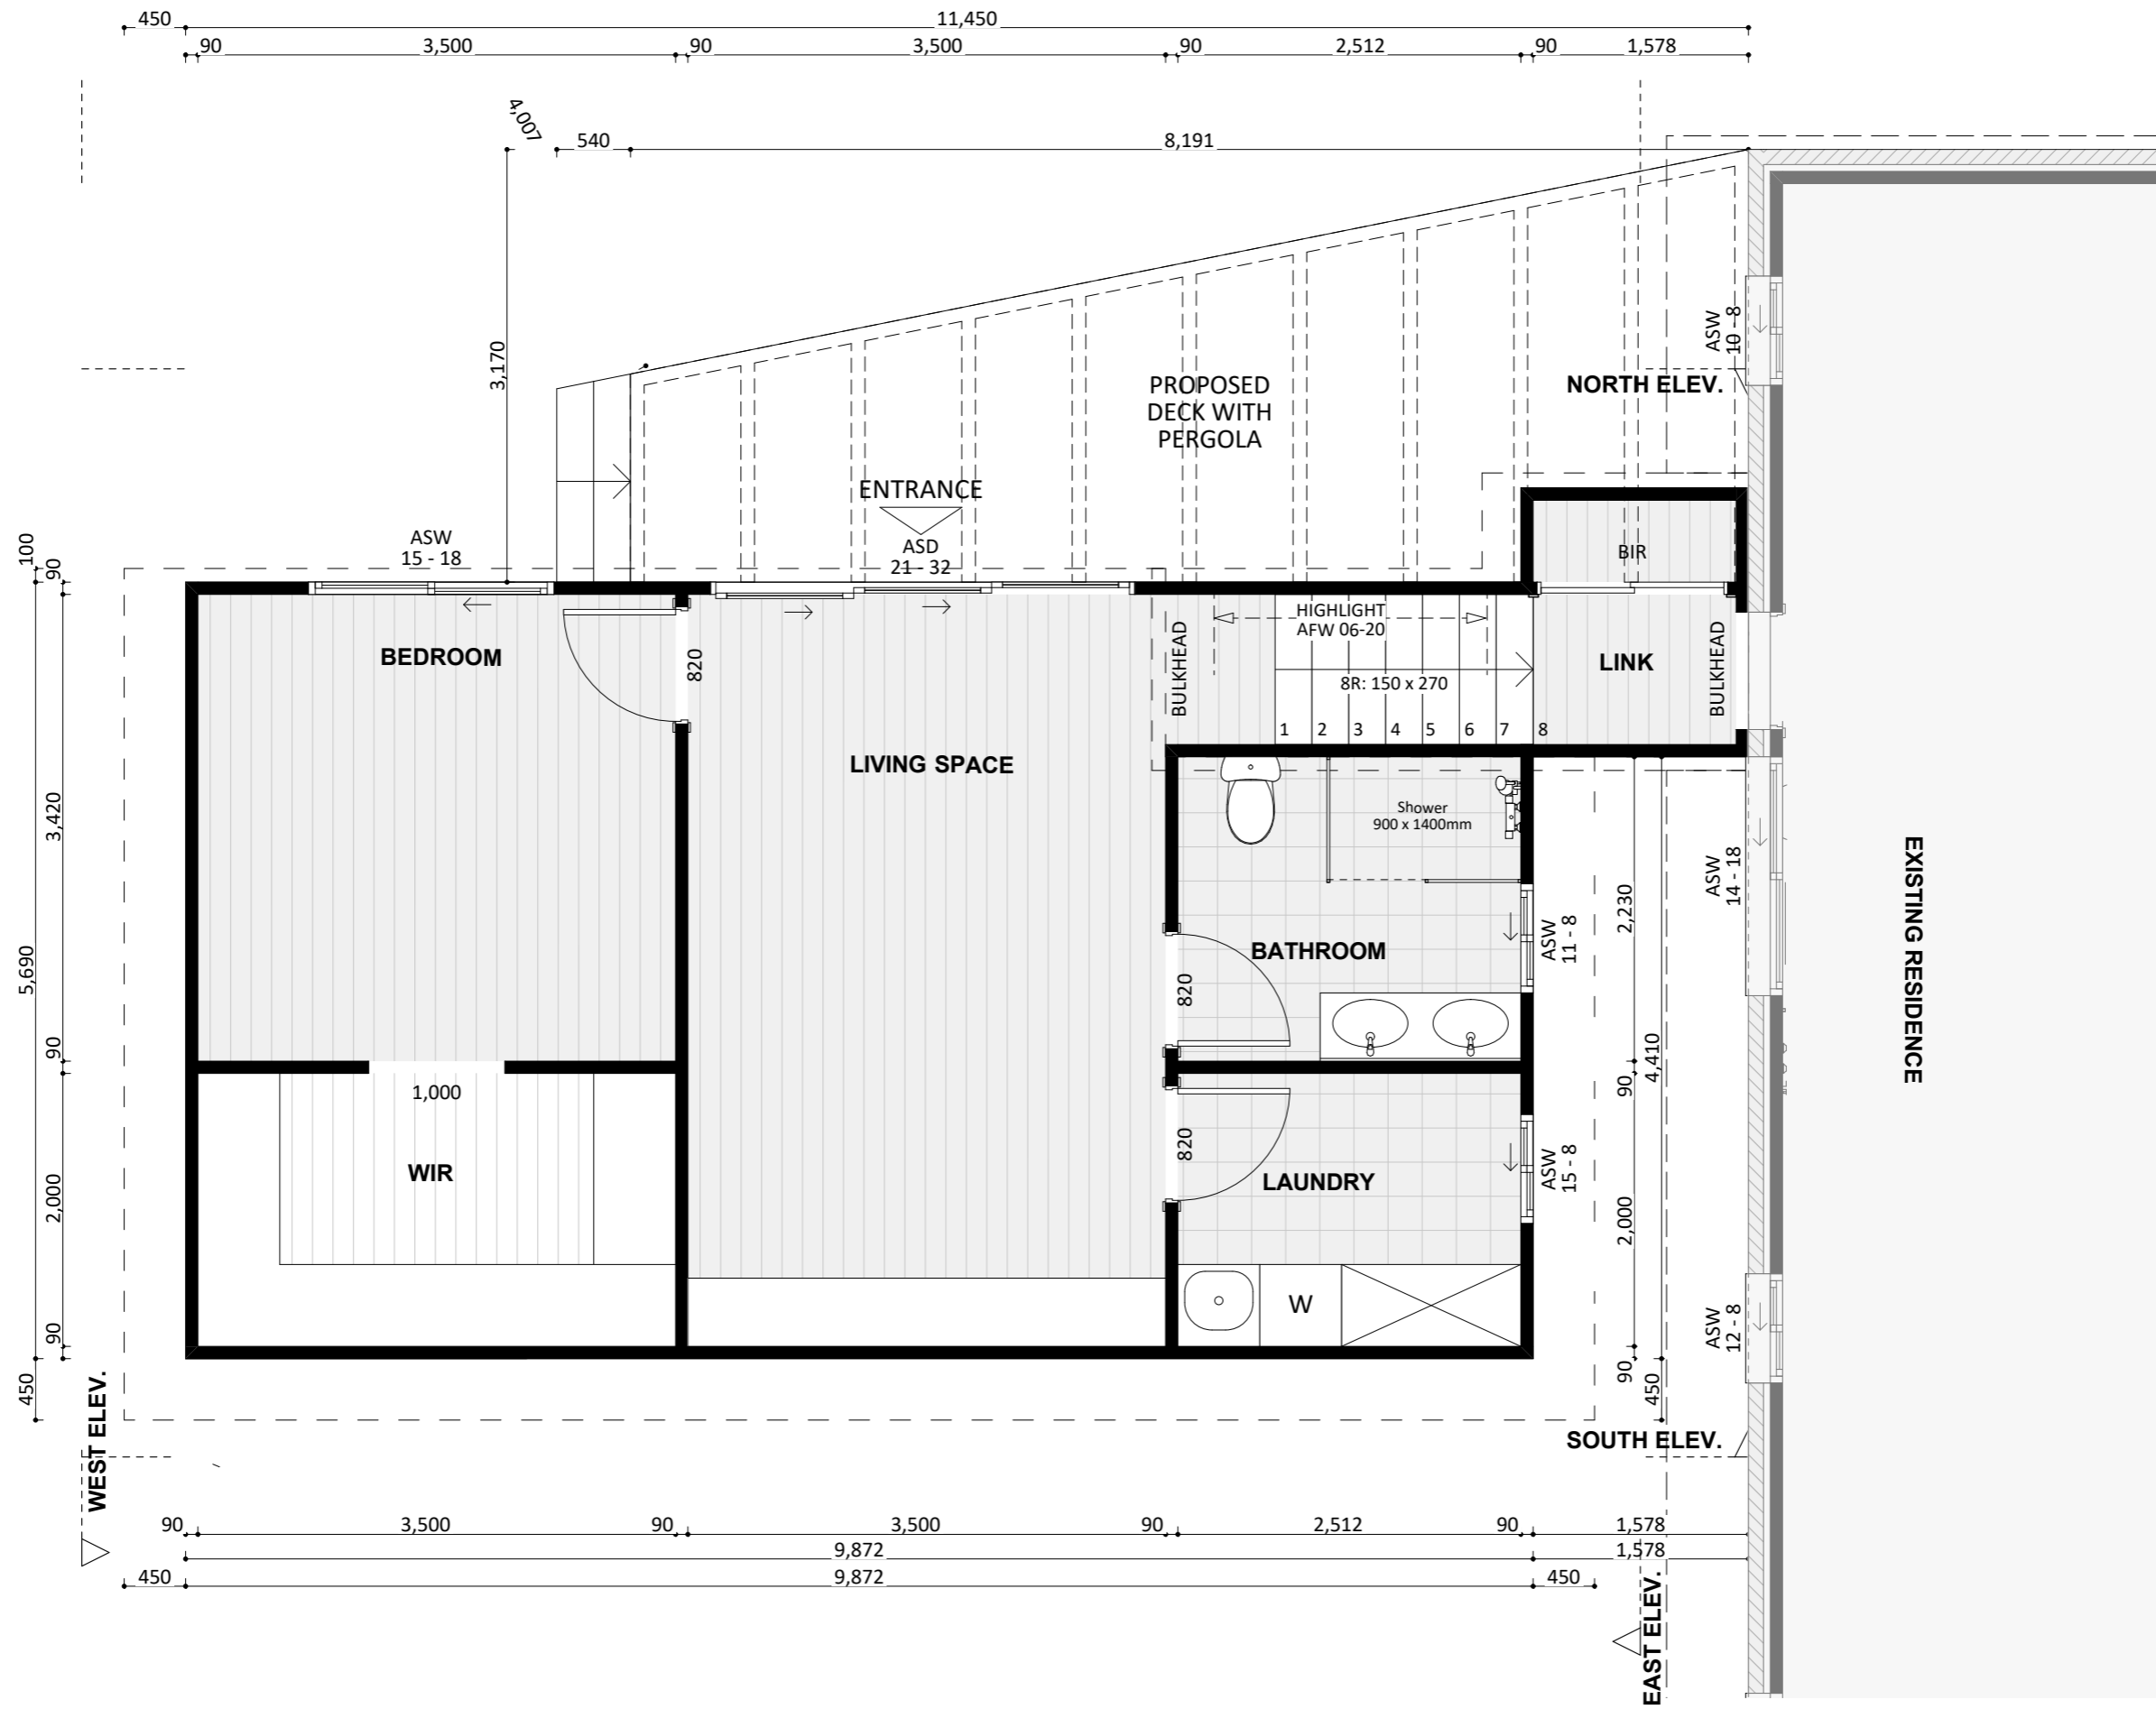 450
11,450
90
3,500
90
3,500
90
2,512
90
1,578
4,007
540
8,191
3,170
ASW
10 - 8
NORTH ELEV.
PROPOSED
DECK WITH
PERGOLA
ENTRANCE
ASD
21 - 32
ASW
15 - 18
BIR
100
90
BEDROOM
820
BULKHEAD
HIGHLIGHT
AFW 06-20
8R: 150 x 270
1 2 3 4 5 6 7 8
LINK
BULKHEAD
LIVING SPACE
Shower
900 x 1400mm
3,420
5,690
BATHROOM
820
ASW
11 - 8
2,230
ASW
14 - 18
EXISTING RESIDENCE
90
1,000
90
4,410
WIR
820
LAUNDRY
ASW
15 - 8
2,000
2,000
W
ASW
12 - 8
90
450
90
450
WEST ELEV.
SOUTH ELEV.
90
3,500
90
3,500
90
2,512
90
1,578
9,872
1,578
450
9,872
450
EAST ELEV.